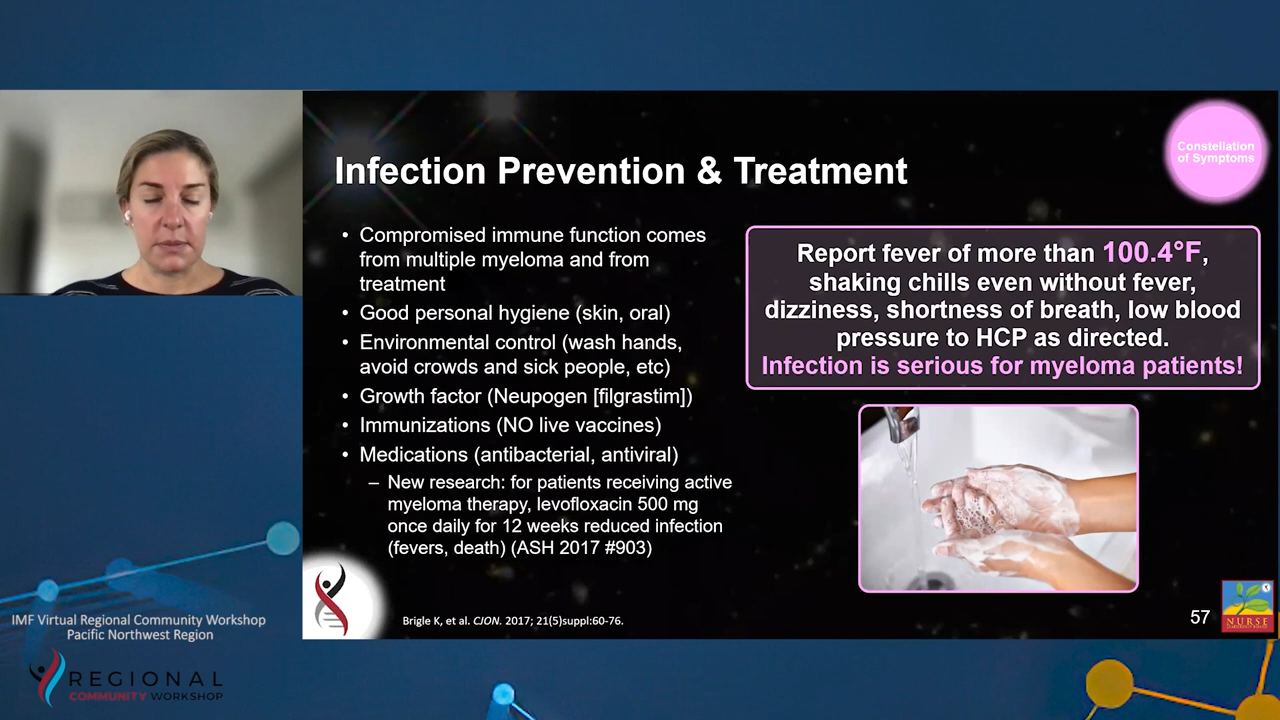 Constellation
of Symptoms
Infection Prevention & Treatment
• Compromised immune function comes
from multiple myeloma and from
treatment
• Good personal hygiene (skin, oral)
• Environmental control (wash hands,
avoid crowds and sick people, etc)
• Growth factor (Neupogen [filgrastim])
• Immunizations (NO live vaccines)
• Medications (antibacterial, antiviral)
– New research: for patients receiving active
myeloma therapy, levofloxacin 500 mg
once daily for 12 weeks reduced infection
(fevers, death) (ASH 2017 #903)
Report fever of more than 100.4°F,
shaking chills even without fever,
dizziness, shortness of breath, low blood
pressure to HCP as directed.
Infection is serious for myeloma patients!
Brigle K, et al. CJON. 2017; 21(5)suppl:60-76.
57
NURSE
IMF Virtual Regional Community Workshop
Pacific Northwest Region
REGIONAL
COMMUNITY WORKSHOP